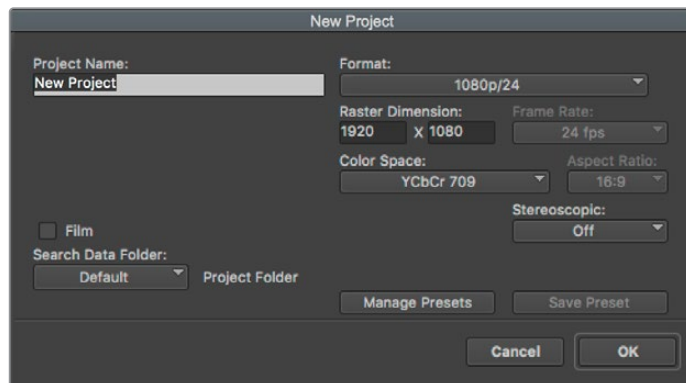 New Project
Project Name:
New Project
Format:
1080p/24
Raster Dimension:
Frame Rate:
1920 X 1080
24 fps
Color Space:
Aspect Ratio:
YCbCr 709
16:9
Stereoscopic:
Off
Film
Search Data Folder:
Default
Project Folder
Manage Presets
Save Preset
Cancel
OK